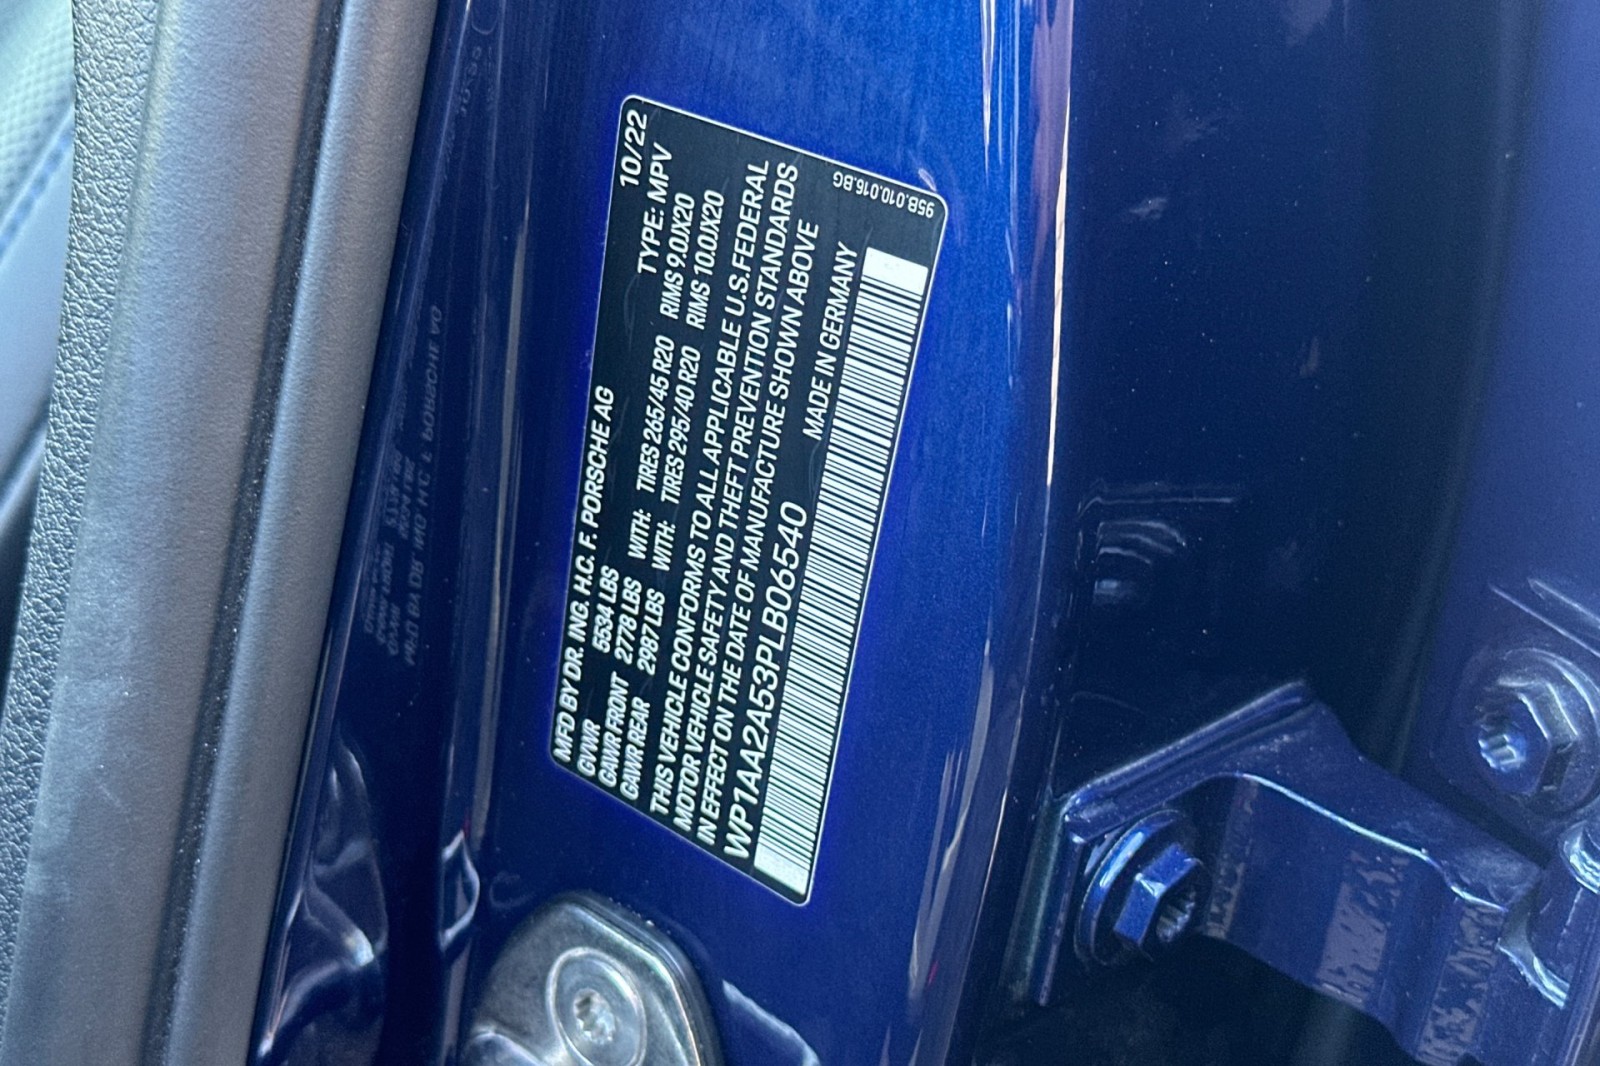 10/22
MFD BY DR. ING. H.C. F. PORSCHE AG TYPE: MPV
GVWR 5534 LBS
GAWR FRONT 2778 LBS WITH: TIRES 265/45 R20 RIMS 9.0JX20
GAWR REAR 2987 LBS WITH: TIRES 295/40 R20 RIMS 10.0JX20
THIS VEHICLE CONFORMS TO ALL APPLICABLE U.S.FEDERAL
MOTOR VEHICLE SAFETY AND THEFT PREVENTION STANDARDS
IN EFFECT ON THE DATE OF MANUFACTURE SHOWN ABOVE
WP1AA2A53PLB06540 MADE IN GERMANY
95B.010.016.BG